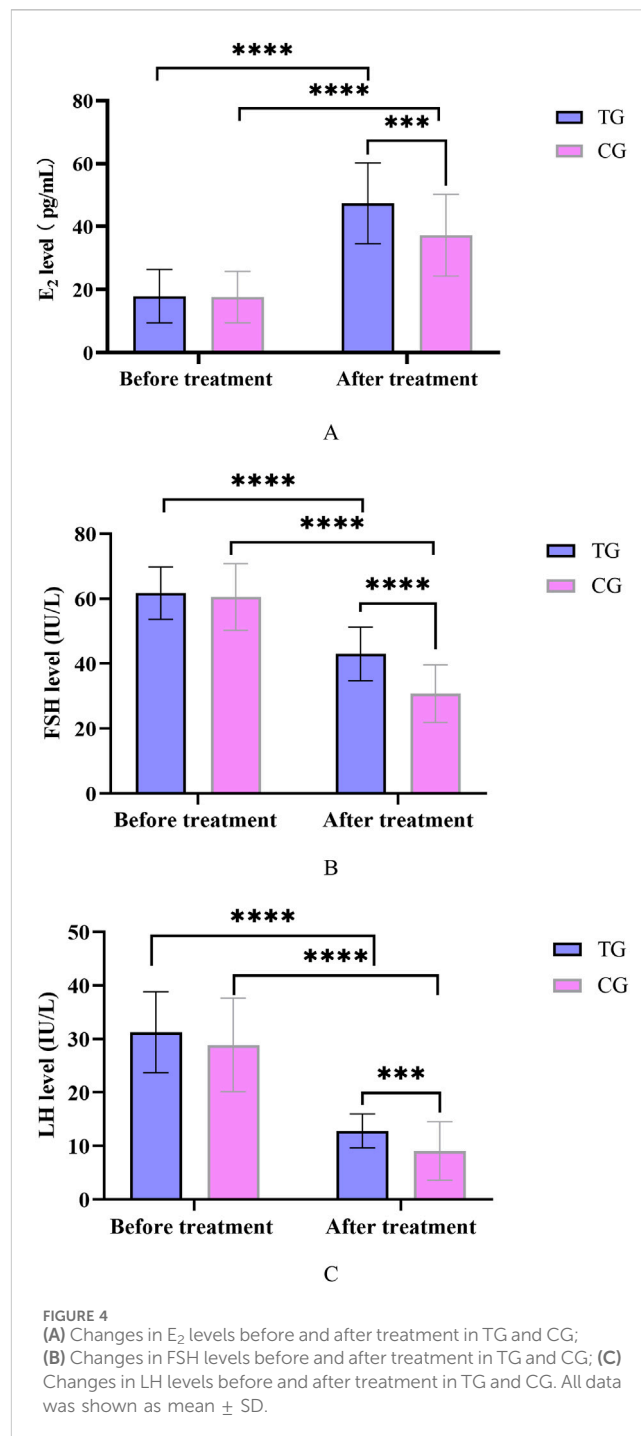 ****
****
***
80
60
40
20
0
E2 level ( pg/mL)
TG
CG
Before treatment
After treatment
A
****
****
****
80
60
40
20
0
FSH level (IU/L)
TG
CG
Before treatment
After treatment
B
****
****
***
50
40
30
20
10
0
LH level (IU/L)
TG
CG
Before treatment
After treatment
C
FIGURE 4
(A) Changes in E2 levels before and after treatment in TG and CG;
(B) Changes in FSH levels before and after treatment in TG and CG; (C)
Changes in LH levels before and after treatment in TG and CG. All data
was shown as mean ± SD.